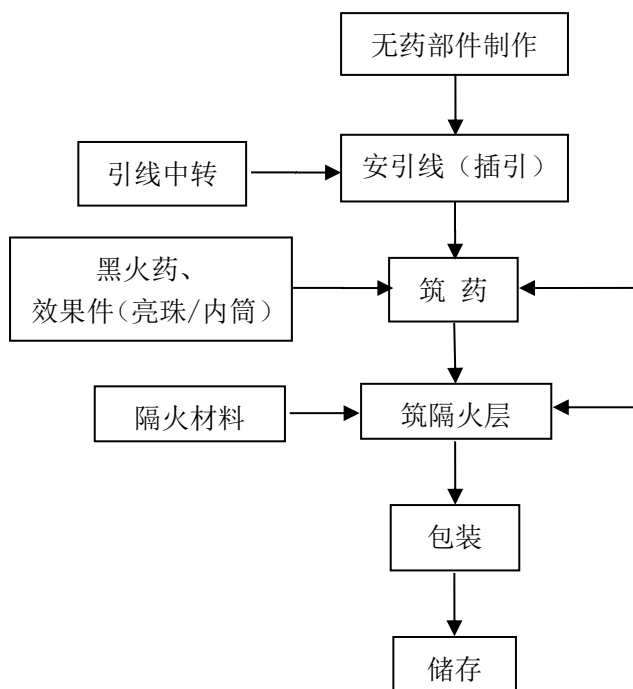 无药部件制作
引线中转
安引线（插引）
黑火药、
效果件（亮珠/内筒）
筑 药
隔火材料
筑隔火层
包装
储存